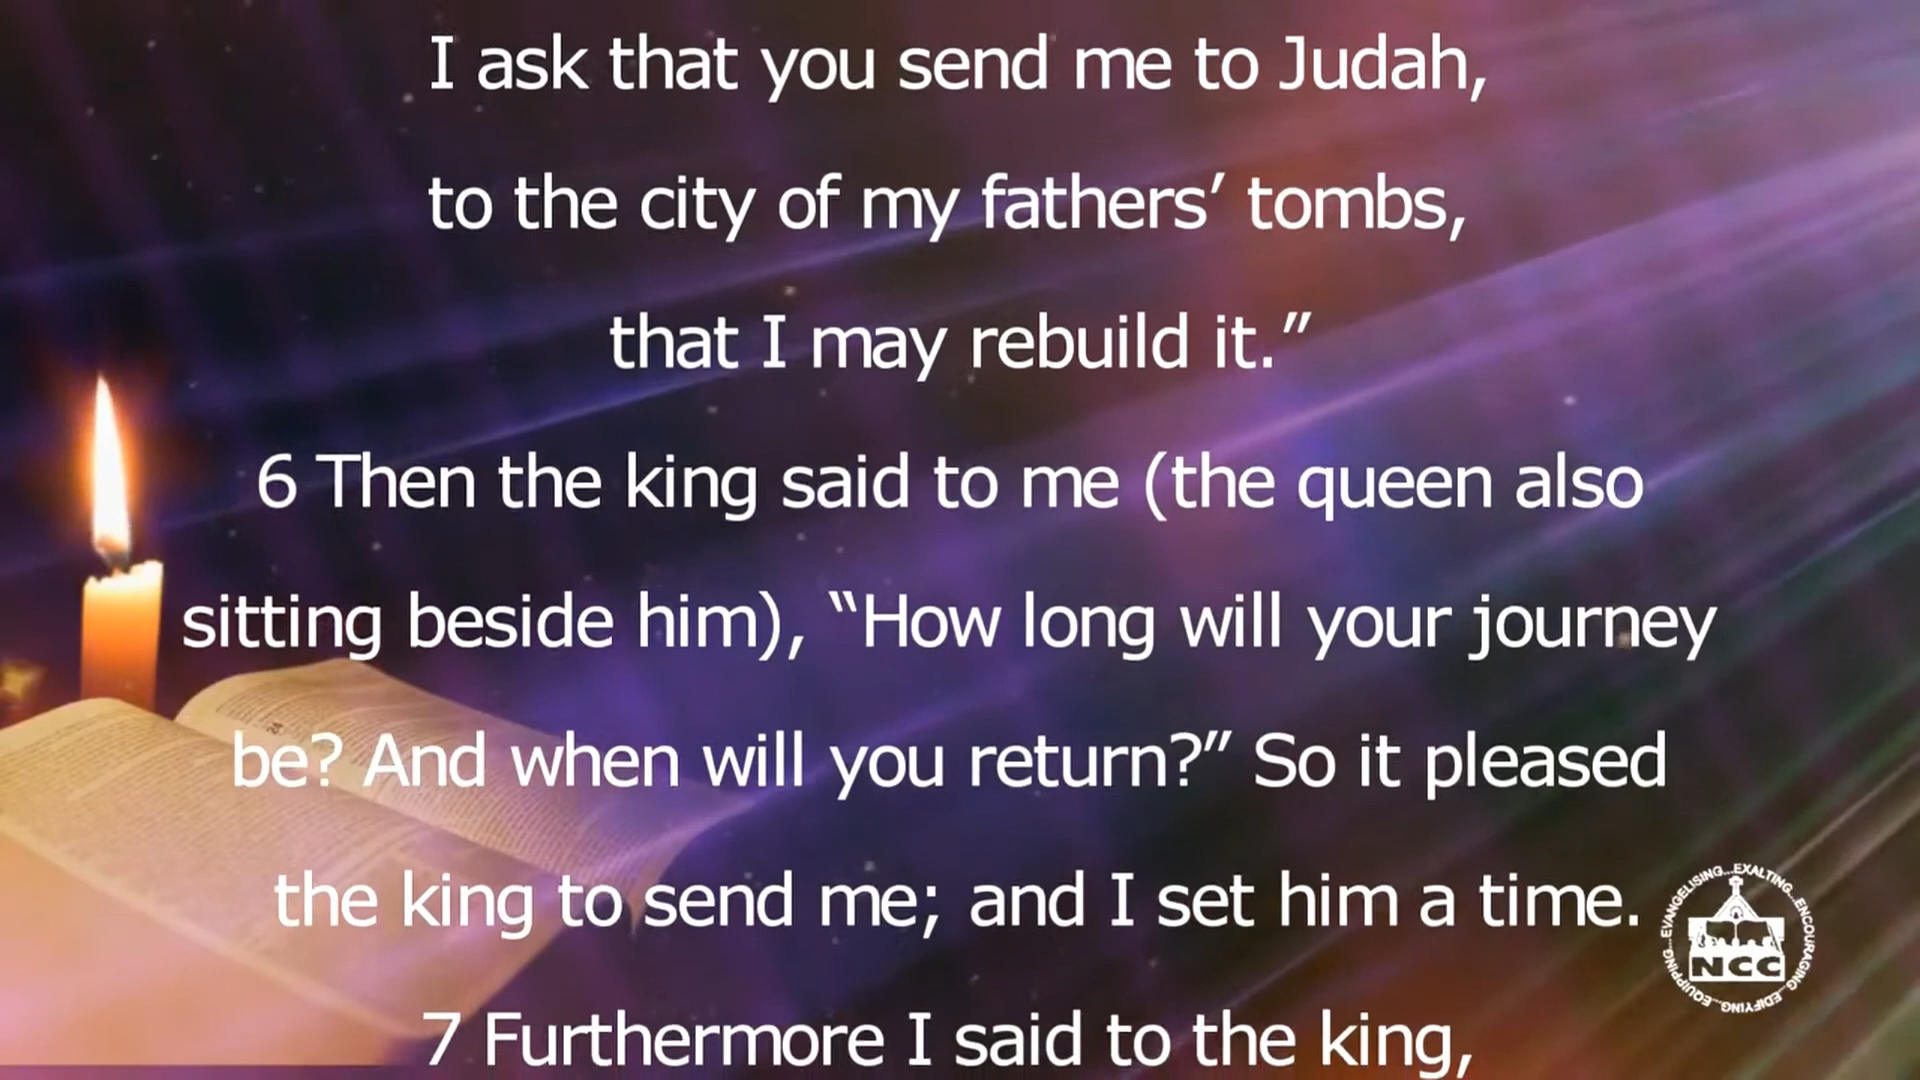 I ask that you send me to Judah,
to the city of my fathers’ tombs,
that I may rebuild it.”
6 Then the king said to me (the queen also
sitting beside him), “How long will your journey
be? And when will you return?” So it pleased
the king to send me; and I set him a time.
7 Furthermore I said to the king,
EQUIPPING...EVANGELISING...EXALTING...ENCOURAGING...EDIFYING...
NCC